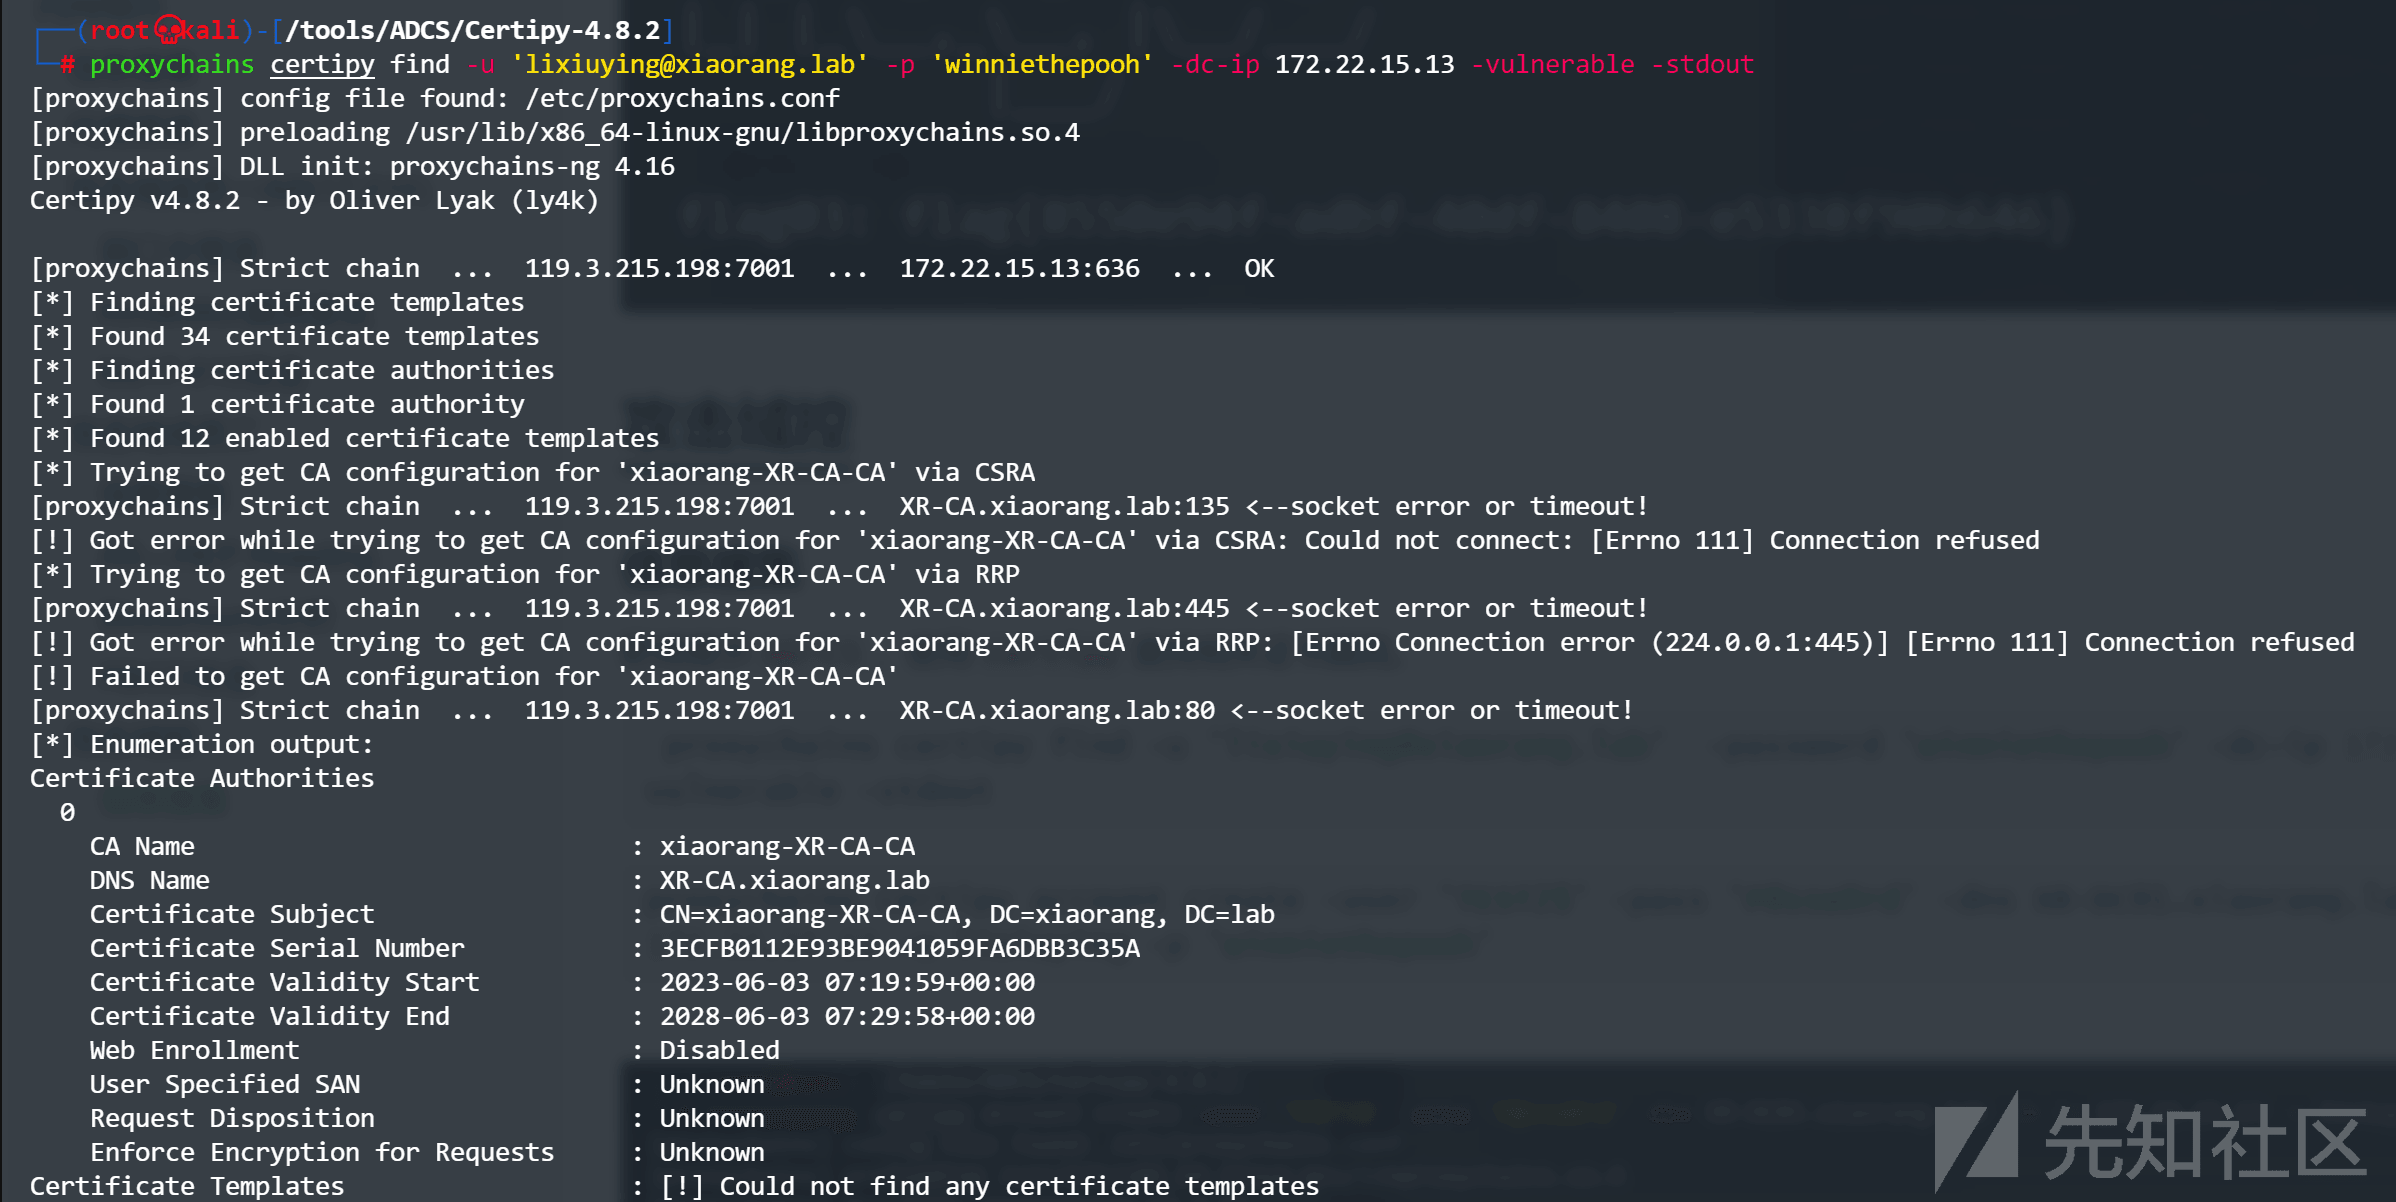 (root💀kali)-[/tools/ADCS/Certipy-4.8.2]
# proxychains certipy find -u 'lixiuying@xiaorang.lab' -p 'winniethepooh' -dc-ip 172.22.15.13 -vulnerable -stdout
[proxychains] config file found: /etc/proxychains.conf
[proxychains] preloading /usr/lib/x86_64-linux-gnu/libproxychains.so.4
[proxychains] DLL init: proxychains-ng 4.16
Certipy v4.8.2 - by Oliver Lyak (ly4k)
[proxychains] Strict chain  ...  119.3.215.198:7001  ...  172.22.15.13:636  ...  OK
[*] Finding certificate templates
[*] Found 34 certificate templates
[*] Finding certificate authorities
[*] Found 1 certificate authority
[*] Found 12 enabled certificate templates
[*] Trying to get CA configuration for 'xiaorang-XR-CA-CA' via CSRA
[proxychains] Strict chain  ...  119.3.215.198:7001  ...  XR-CA.xiaorang.lab:135 <--socket error or timeout!
[!] Got error while trying to get CA configuration for 'xiaorang-XR-CA-CA' via CSRA: Could not connect: [Errno 111] Connection refused
[*] Trying to get CA configuration for 'xiaorang-XR-CA-CA' via RRP
[proxychains] Strict chain  ...  119.3.215.198:7001  ...  XR-CA.xiaorang.lab:445 <--socket error or timeout!
[!] Got error while trying to get CA configuration for 'xiaorang-XR-CA-CA' via RRP: [Errno Connection error (224.0.0.1:445)] [Errno 111] Connection refused
[!] Failed to get CA configuration for 'xiaorang-XR-CA-CA'
[proxychains] Strict chain  ...  119.3.215.198:7001  ...  XR-CA.xiaorang.lab:80 <--socket error or timeout!
[*] Enumeration output:
Certificate Authorities
0
CA Name : xiaorang-XR-CA-CA
DNS Name : XR-CA.xiaorang.lab
Certificate Subject : CN=xiaorang-XR-CA-CA, DC=xiaorang, DC=lab
Certificate Serial Number : 3ECFB0112E93BE9041059FA6DBB3C35A
Certificate Validity Start : 2023-06-03 07:19:59+00:00
Certificate Validity End : 2028-06-03 07:29:58+00:00
Web Enrollment : Disabled
User Specified SAN : Unknown
Request Disposition : Unknown
Enforce Encryption for Requests : Unknown
Certificate Templates : [!] Could not find any certificate templates
先知社区